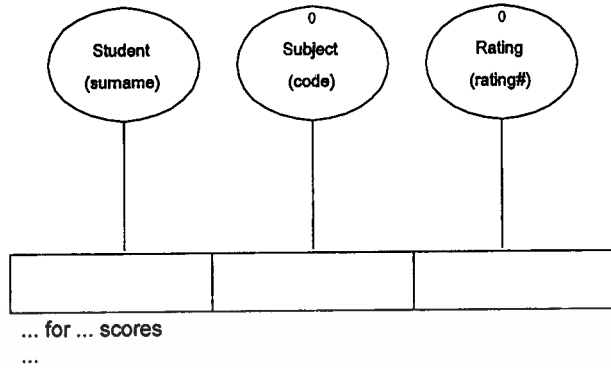 Student
(surname)
0
Subject
(code)
0
Rating
(rating#)
... for ... scores
...